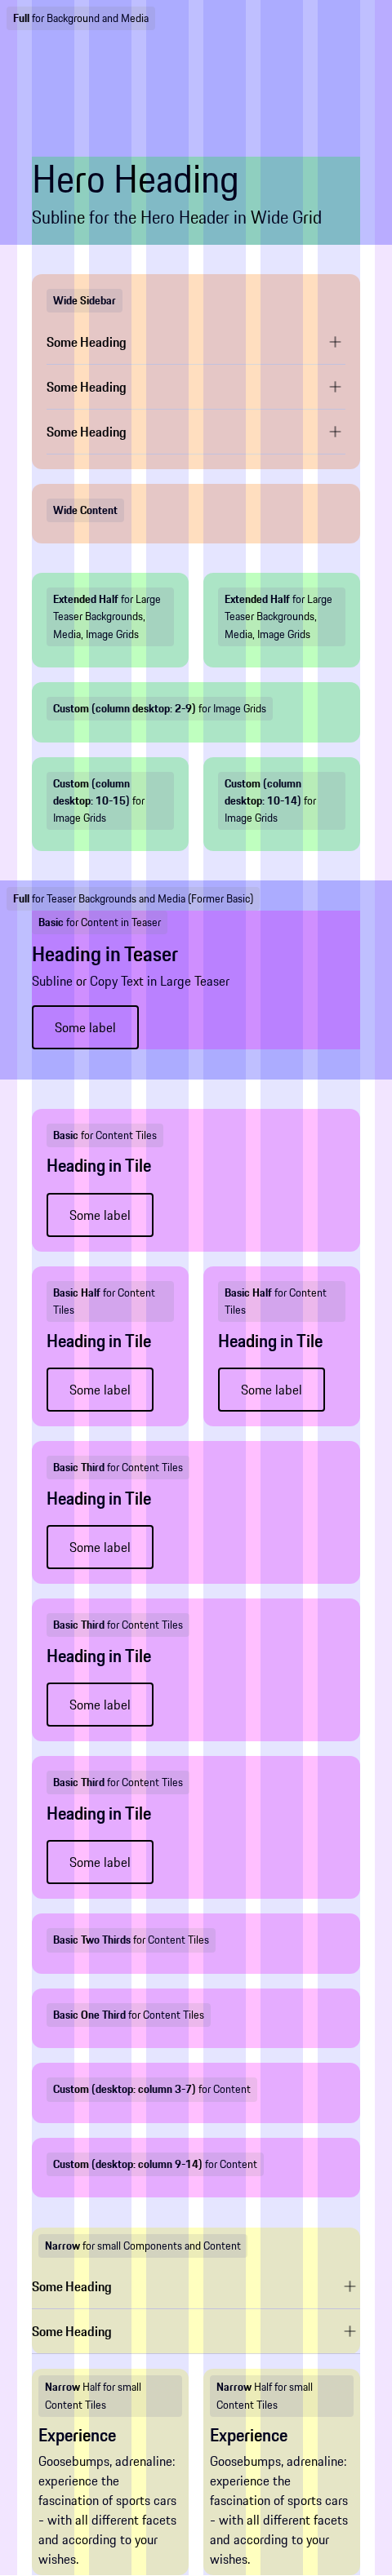 Full for Background and Media
Hero Heading
Subline for the Hero Header in Wide Grid
Wide Sidebar
Some Heading
Some Heading
Some Heading
Wide Content
Extended Half for Large
Teaser Backgrounds,
Media, Image Grids
Extended Half for Large
Teaser Backgrounds,
Media, Image Grids
Custom (column desktop: 2-9) for Image Grids
Custom (column
desktop: 10-15) for
Image Grids
Custom (column
desktop: 10-14) for
Image Grids
Full for Teaser Backgrounds and Media (Former Basic)
Basic for Content in Teaser
Heading in Teaser
Subline or Copy Text in Large Teaser
Some label
Basic for Content Tiles
Heading in Tile
Some label
Basic Half for Content
Tiles
Heading in Tile
Some label
Basic Half for Content
Tiles
Heading in Tile
Some label
Basic Third for Content Tiles
Heading in Tile
Some label
Basic Third for Content Tiles
Heading in Tile
Some label
Basic Third for Content Tiles
Heading in Tile
Some label
Basic Two Thirds for Content Tiles
Basic One Third for Content Tiles
Custom (desktop: column 3-7) for Content
Custom (desktop: column 9-14) for Content
Narrow for small Components and Content
Some Heading
Some Heading
Narrow Half for small
Content Tiles
Experience
Goosebumps, adrenaline:
experience the
fascination of sports cars
- with all different facets
and according to your
wishes.
Narrow Half for small
Content Tiles
Experience
Goosebumps, adrenaline:
experience the
fascination of sports cars
- with all different facets
and according to your
wishes.